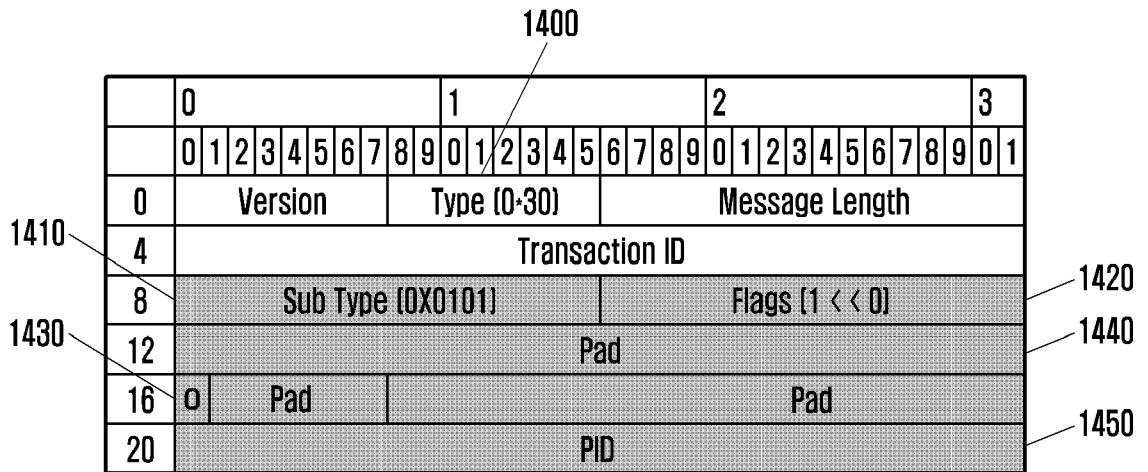 1400
0 1 2 3
0 1 2 3 4 5 6 7 8 9 0 1 2 3 4 5 6 7 8 9 0 1 2 3 4 5 6 7 8 9 0 1
0 Version Type (0*30) Message Length
1410 4 Transaction ID
8 Sub Type (0X0101) Flags (1 << 0) 1420
1430 12 Pad 1440
16 0 Pad Pad
20 PID 1450